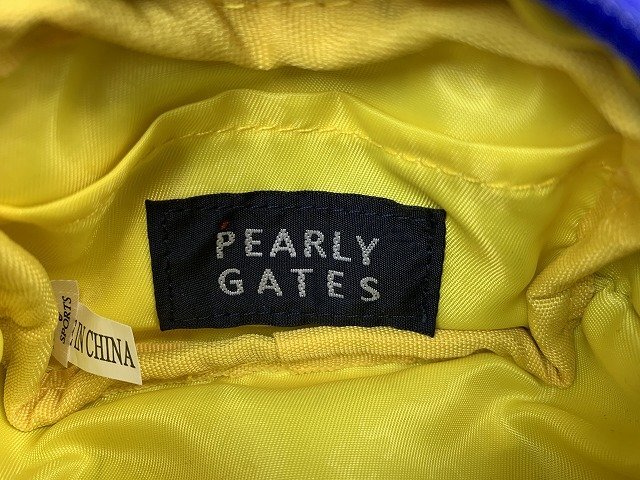 PEARLY
GATES
SPORTS
IN CHINA